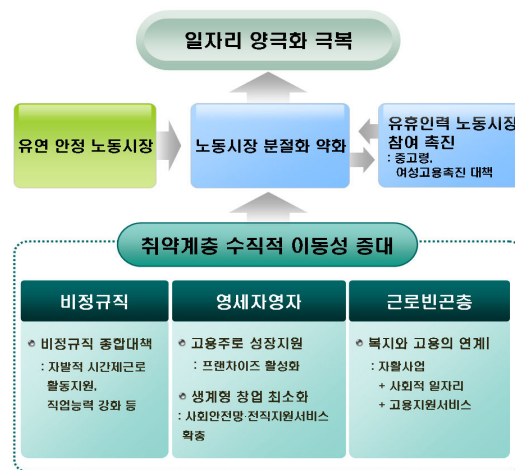 일자리 양극화 극복
유연 안정 노동시장
노동시장 분절화 약화
유휴인력 노동시장
참여 촉진
: 중고령,
여성고용촉진 대책
취약계층 수직적 이동성 증대
비정규직
비정규직 종합대책
: 자발적 시간제근로
활동지원,
직업능력 강화 등
영세자영자
고용주로 성장지원
: 프랜차이즈 활성화
생계형 창업 최소화
: 사회안전망·전직지원서비스
확충
근로빈곤층
복지와 고용의 연계
: 자활사업
+ 사회적 일자리
+ 고용지원서비스